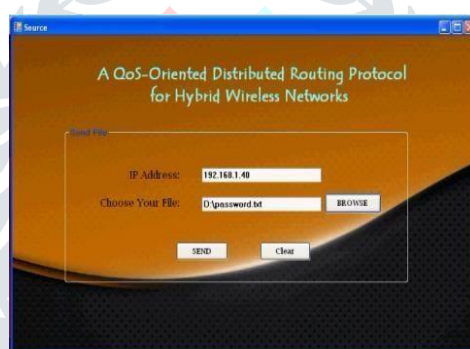 Source
A QoS-Oriented Distributed Routing Protocol
for Hybrid Wireless Networks
Send File
IP Address: 192.168.1.40
Choose Your File: D:\password.txt BROWSE
SEND Clear